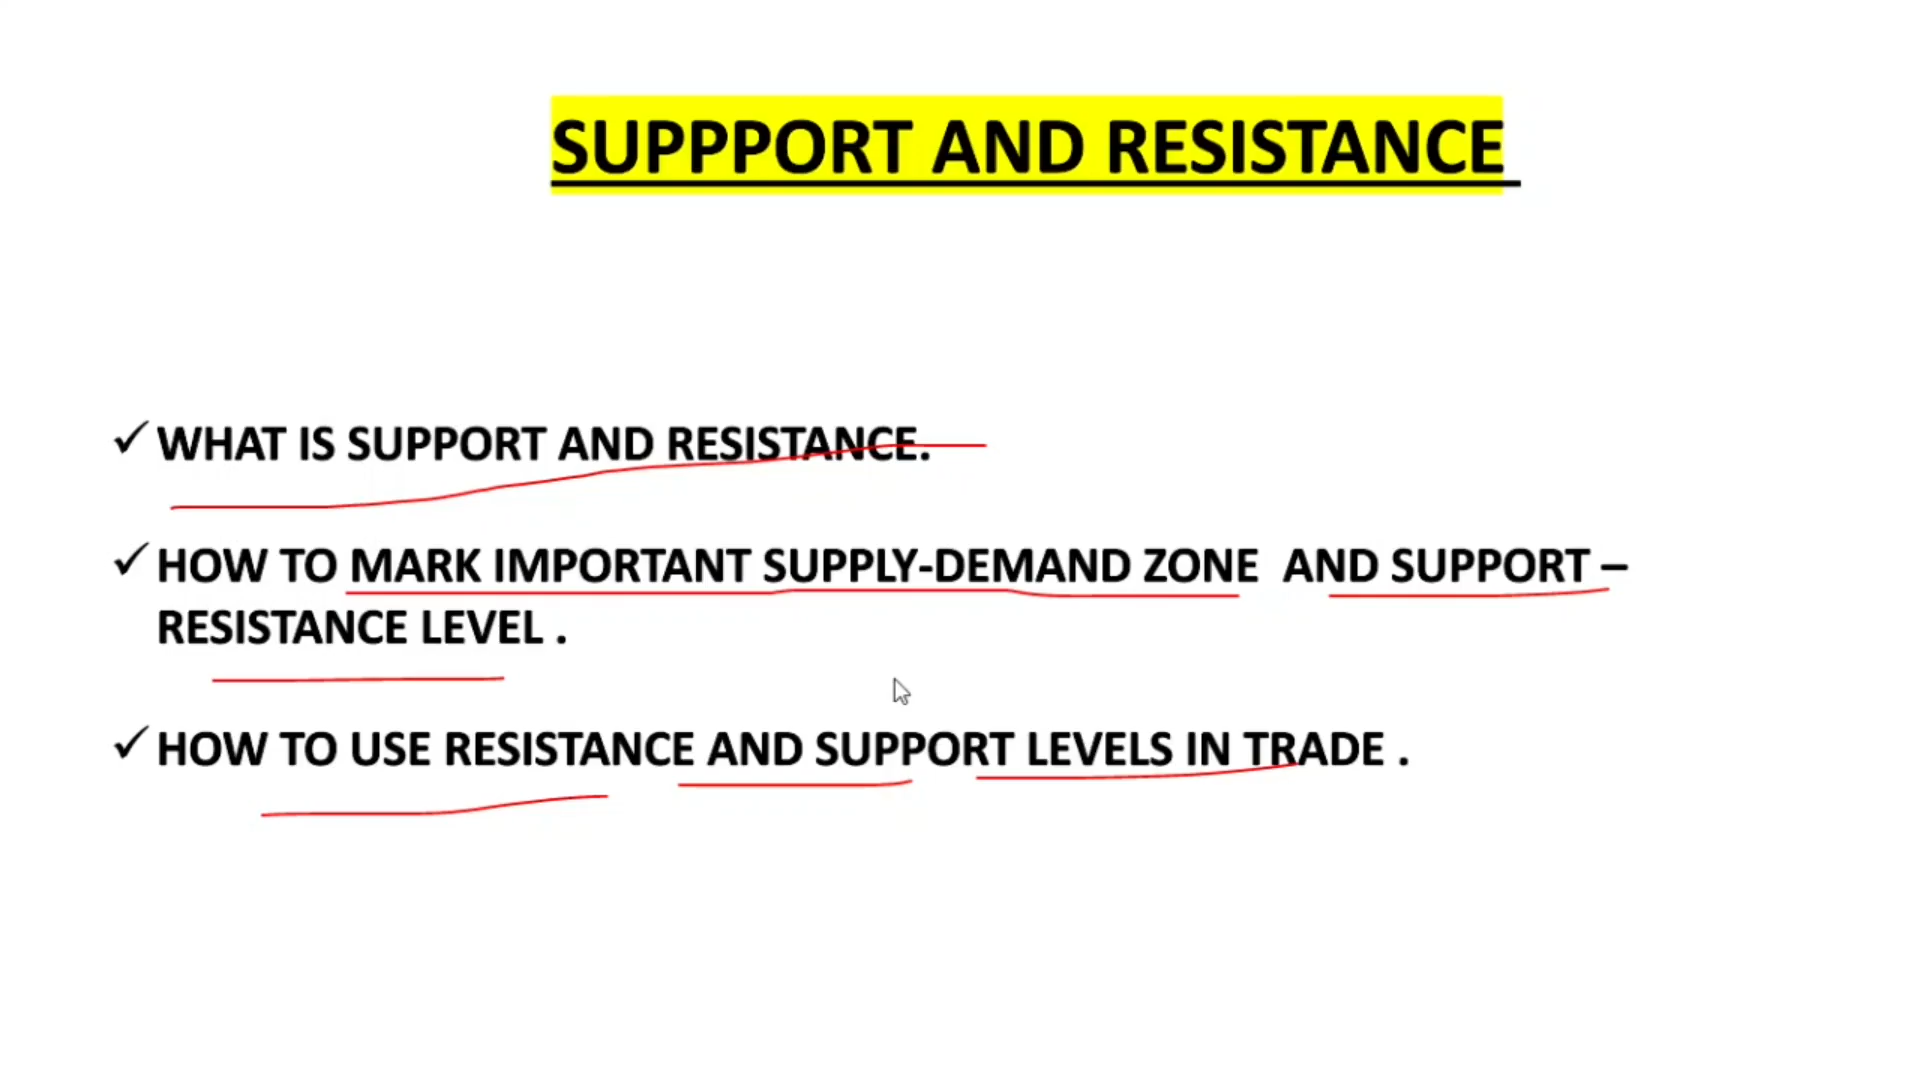 SUPPPORT AND RESISTANCE
✓ WHAT IS SUPPORT AND RESISTANCE.
✓ HOW TO MARK IMPORTANT SUPPLY-DEMAND ZONE AND SUPPORT –
RESISTANCE LEVEL .
✓ HOW TO USE RESISTANCE AND SUPPORT LEVELS IN TRADE .